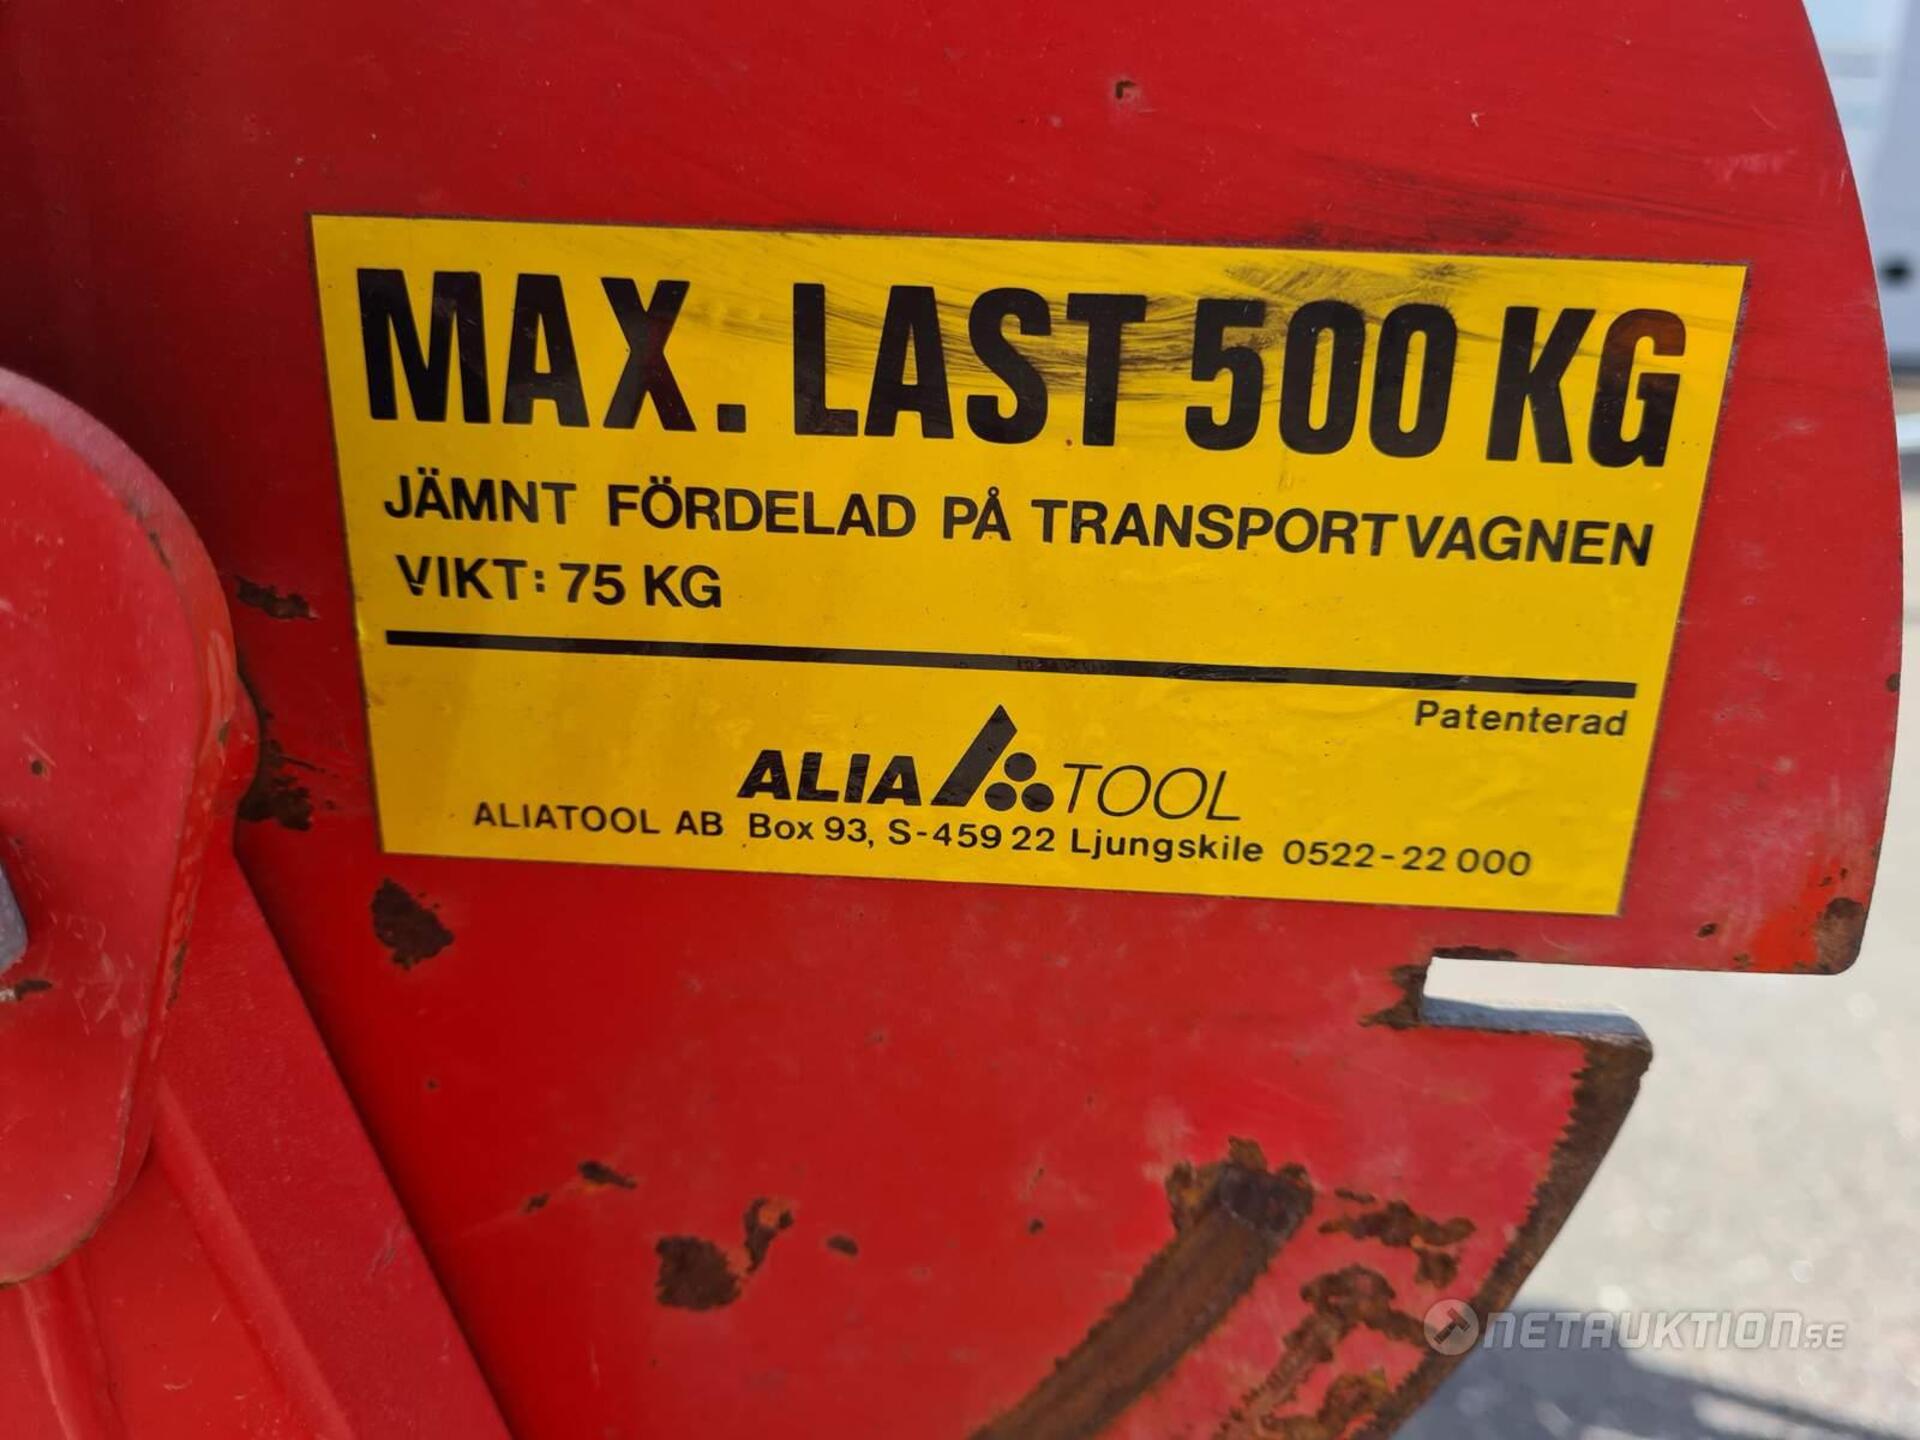 MAX. LAST 500 KG
JÄMNT FÖRDELAD PÅ TRANSPORTVAGNEN
VIKT: 75 KG
Patenterad
ALIA TOOL
ALIATOOL AB Box 93, S-459 22 Ljungskile 0522-22 000
NETAUKTION.SE